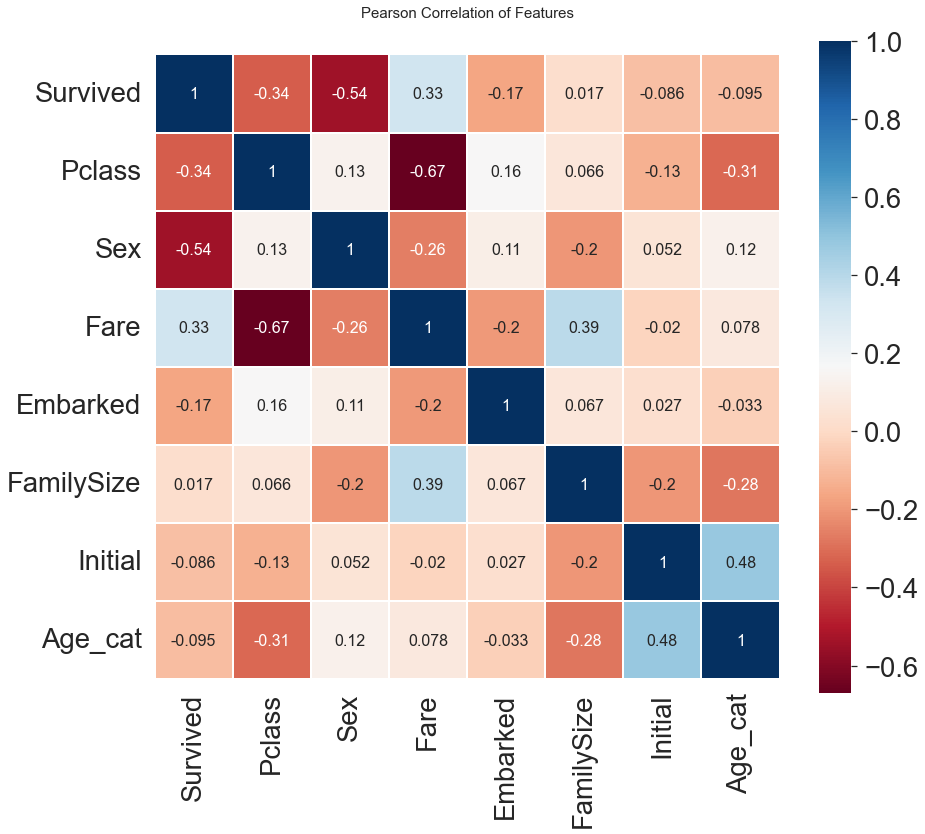 Pearson Correlation of Features
Survived 1 -0.34 -0.54 0.33 -0.17 0.017 -0.086 -0.095
Pclass -0.34 1 0.13 -0.67 0.16 0.066 -0.13 -0.31
Sex -0.54 0.13 1 -0.26 0.11 -0.2 0.052 0.12
Fare 0.33 -0.67 -0.26 1 -0.2 0.39 -0.02 0.078
Embarked -0.17 0.16 0.11 -0.2 1 0.067 0.027 -0.033
FamilySize 0.017 0.066 -0.2 0.39 0.067 1 -0.2 -0.28
Initial -0.086 -0.13 0.052 -0.02 0.027 -0.2 1 0.48
Age_cat -0.095 -0.31 0.12 0.078 -0.033 -0.28 0.48 1
Survived Pclass Sex Fare Embarked FamilySize Initial Age_cat
1.0
0.8
0.6
0.4
0.2
0.0
−0.2
−0.4
−0.6